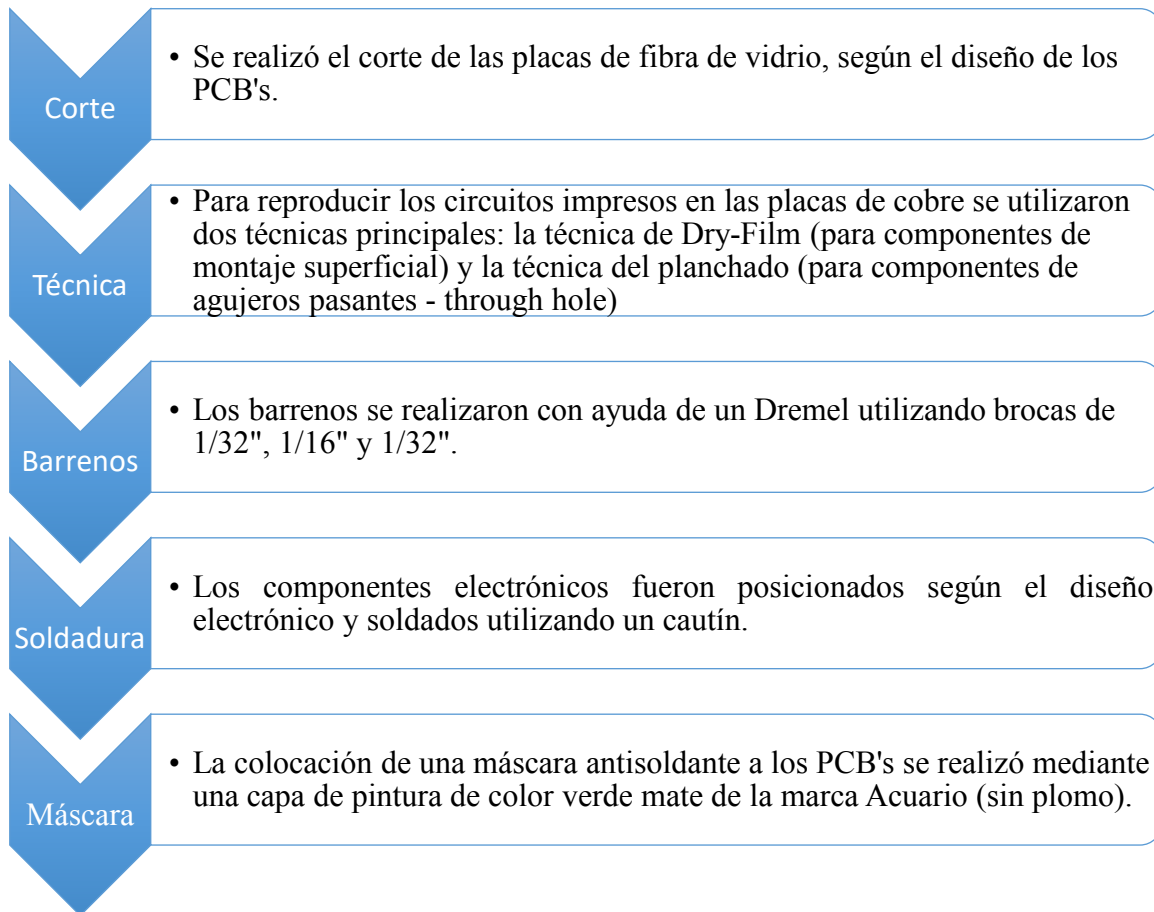 Corte
• Se realizó el corte de las placas de fibra de vidrio, según el diseño de los
PCB's.
Técnica
• Para reproducir los circuitos impresos en las placas de cobre se utilizaron
dos técnicas principales: la técnica de Dry-Film (para componentes de
montaje superficial) y la técnica del planchado (para componentes de
agujeros pasantes - through hole)
Barrenos
• Los barrenos se realizaron con ayuda de un Dremel utilizando brocas de
1/32", 1/16" y 1/32".
Soldadura
• Los componentes electrónicos fueron posicionados según el diseño
electrónico y soldados utilizando un cautín.
Máscara
• La colocación de una máscara antisoldante a los PCB's se realizó mediante
una capa de pintura de color verde mate de la marca Acuario (sin plomo).